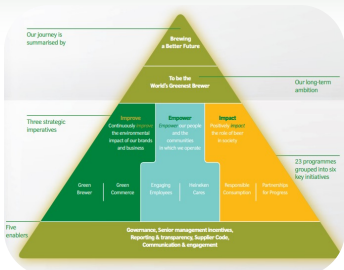 Our journey is
summarised by
Brewing
a Better Future
To be the
World's Greatest Brewer
Our long-term
ambition
Three strategic
imperatives
Improve
Continuously improve
the environmental
impact of our brands
and business
Empower
Empower our people
and the
communities
in which we operate
Impact
Positively impact
the role of beer
in society
23 programmes
grouped into six
key initiatives
Green
Brewer
Green
Commerce
Engaging
Employees
Heineken
Cares
Responsible
Consumption
Partnerships
for Progress
Five
enablers
Governance, Senior management incentives,
Reporting & transparency, Supplier Code,
Communication & engagement